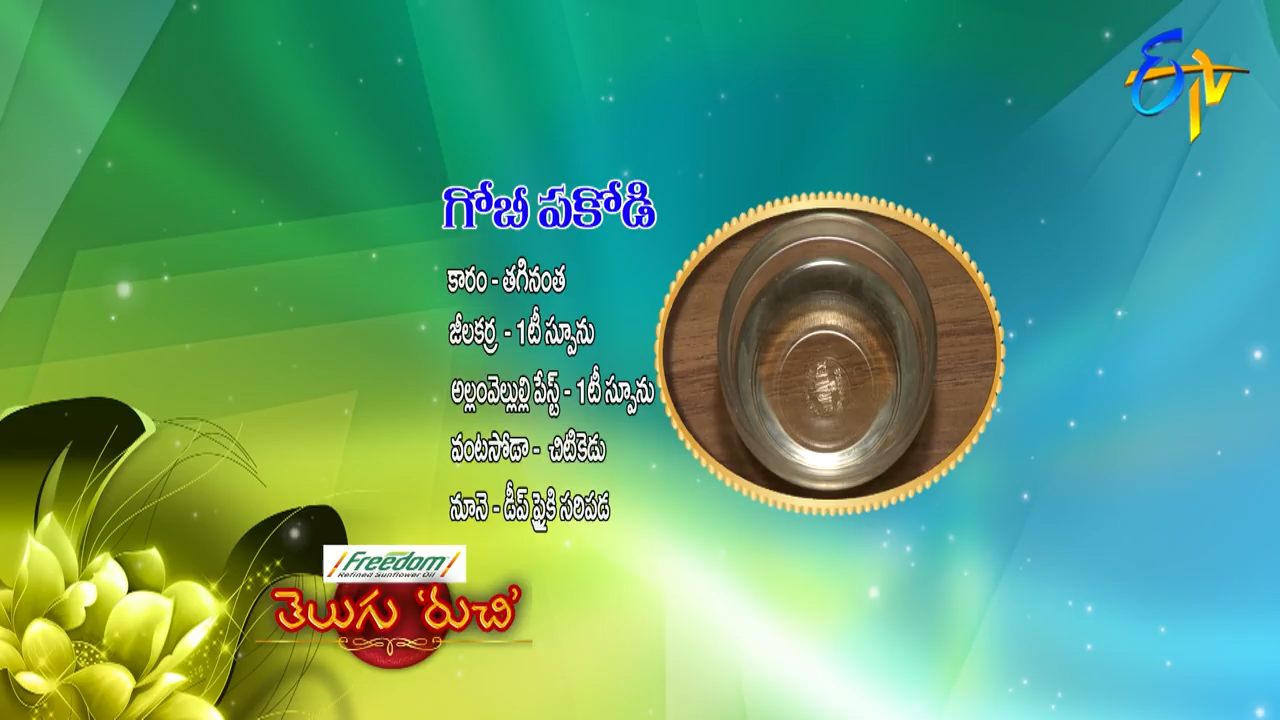 ETV
గోబీ పకోడి
కారం - తగినంత
జీలకర్ర - 1టీ స్పూను
అల్లంవెల్లుల్లి పేస్ట్ - 1టీ స్పూను
వంటసోడా - చిటికెడు
నూనె - డీప్ ఫ్రైకి సరిపడ
Freedom
Refined Sunflower Oil
తెలుగు 'రుచి'